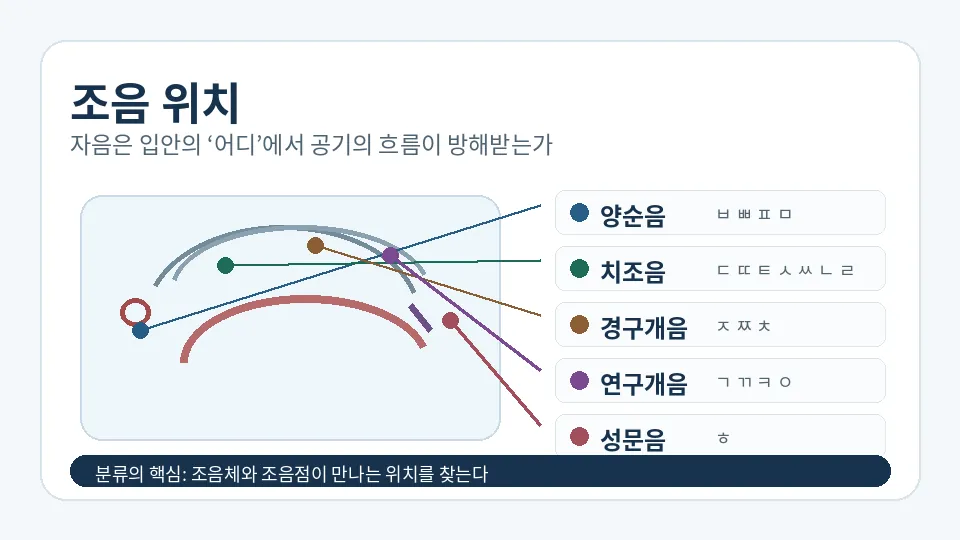 조음 위치
자음은 입안의 ‘어디’에서 공기의 흐름이 방해받는가
양순음 ㅂ ㅃ ㅍ ㅁ
치조음 ㄷ ㄸ ㅌ ㅅ ㅆ ㄴ ㄹ
경구개음 ㅈ ㅉ ㅊ
연구개음 ㄱ ㄲ ㅋ ㅇ
성문음 ㅎ
분류의 핵심: 조음체와 조음점이 만나는 위치를 찾는다